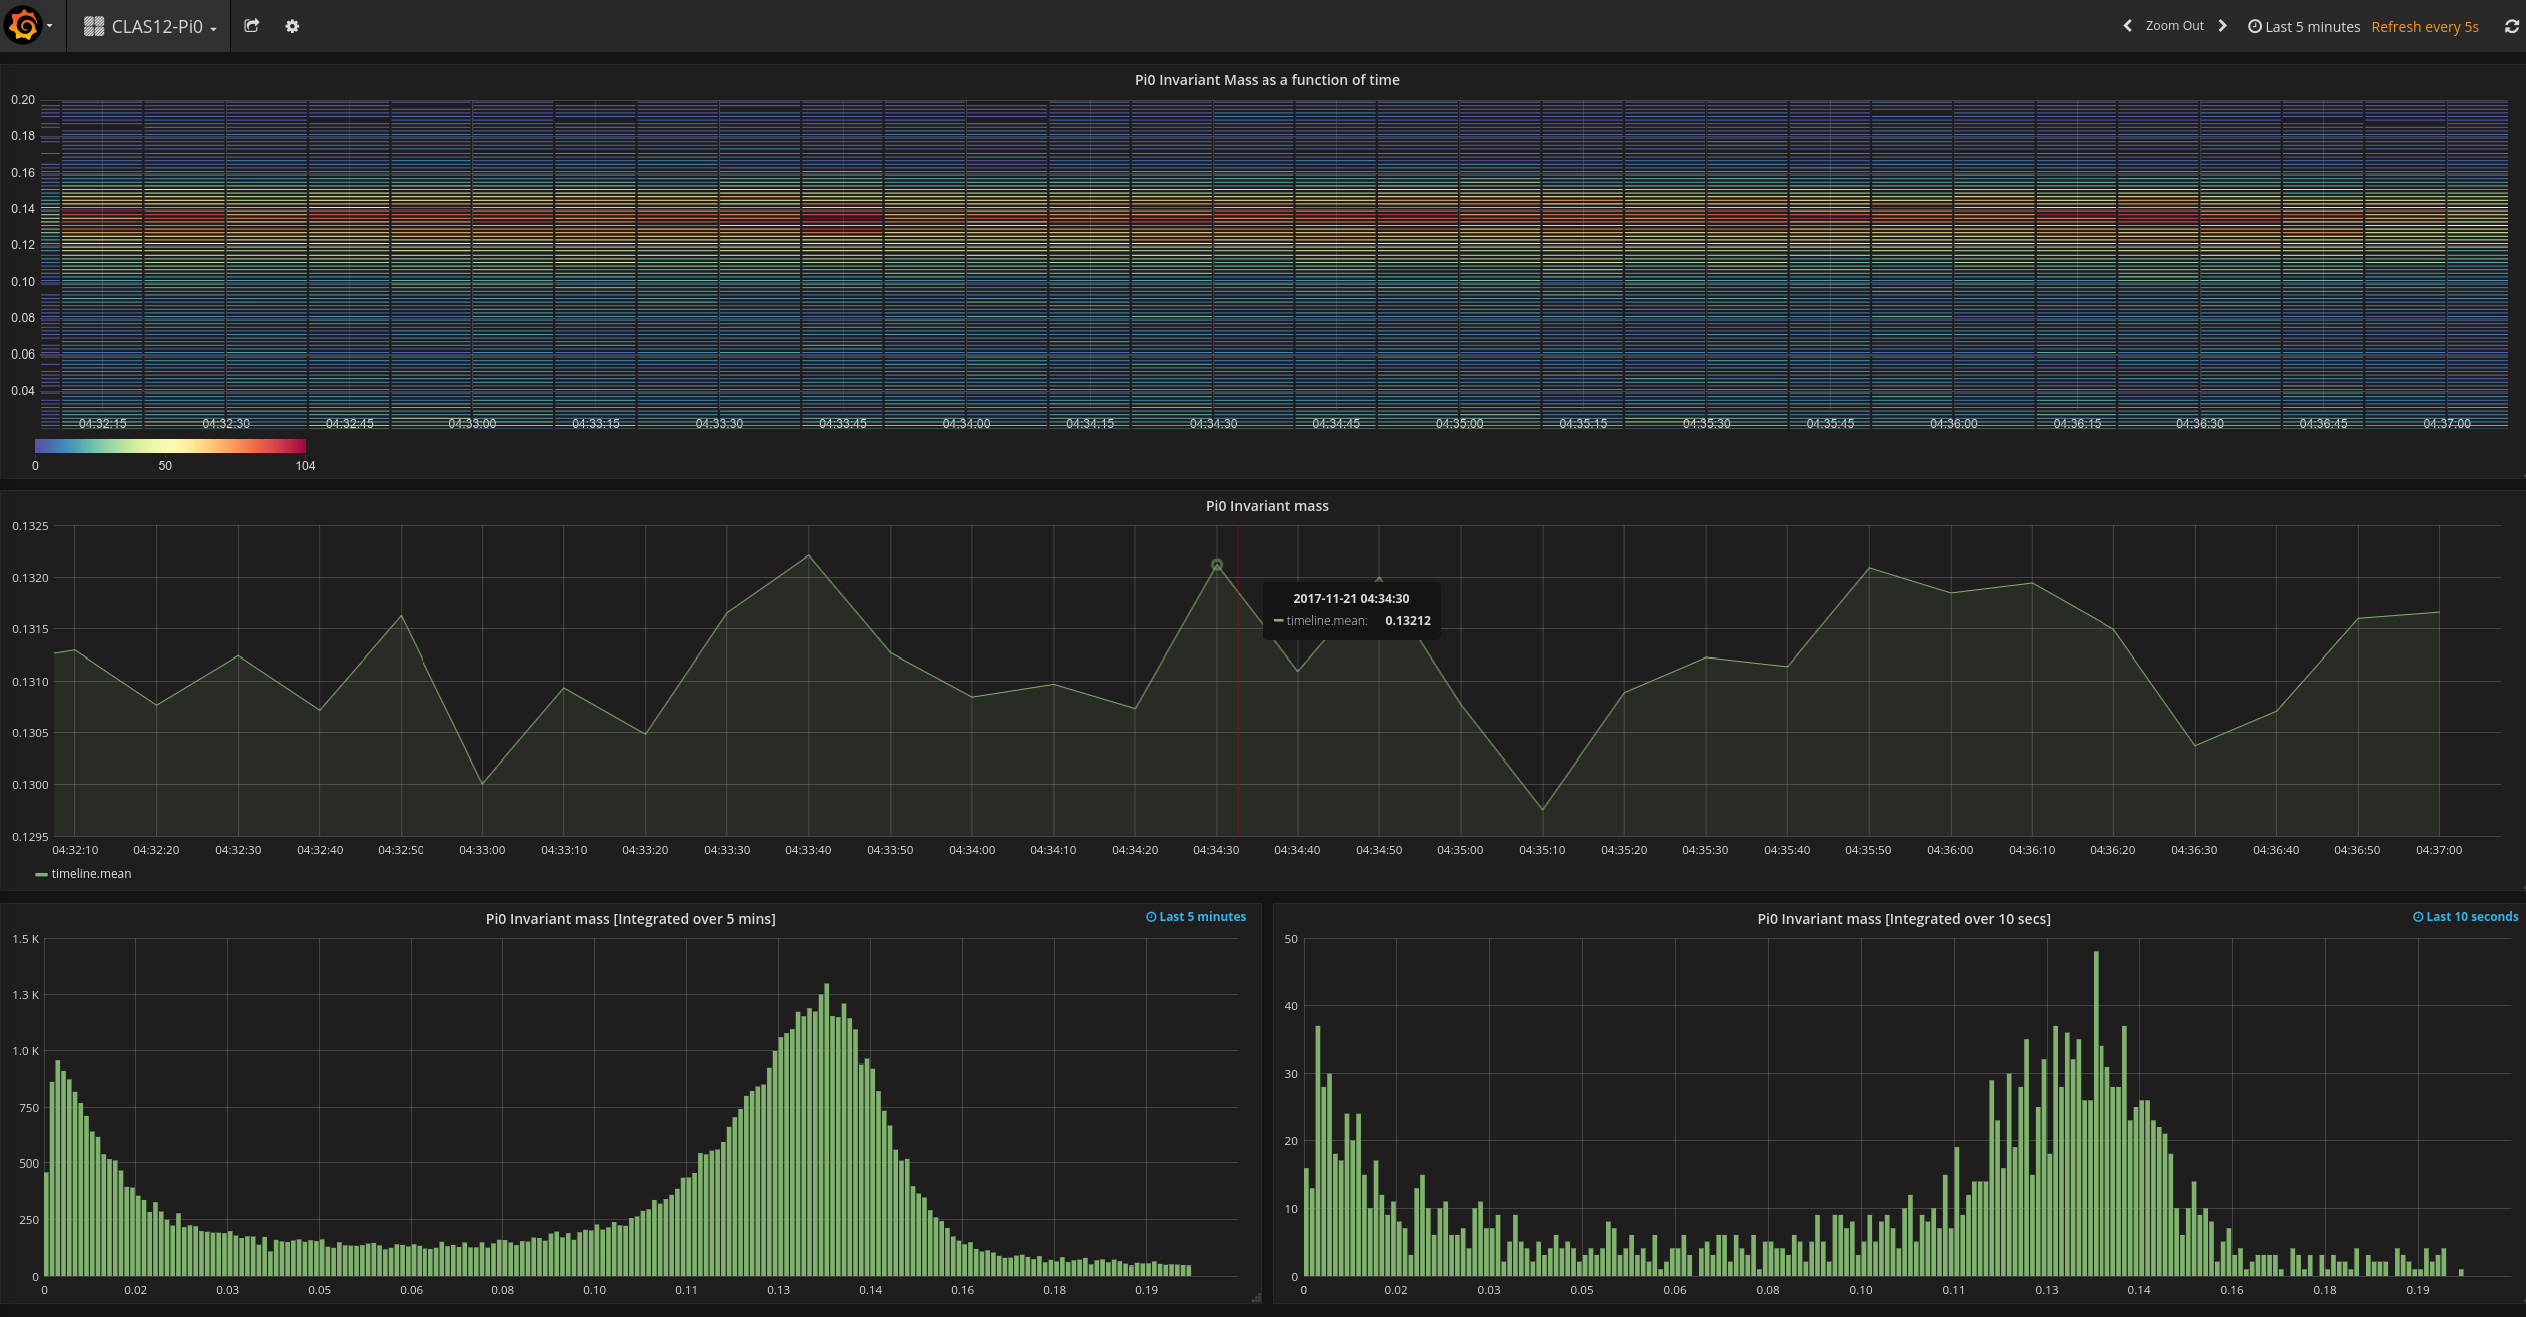 CLAS12-Pi0
Zoom Out
Last 5 minutes
Refresh every 5s
Pi0 Invariant Mass as a function of time
0.20
0.18
0.16
0.14
0.12
0.10
0.08
0.06
0.04
04:32:15 04:32:30 04:32:45 04:33:00 04:33:15 04:33:30 04:33:45 04:34:00 04:34:15 04:34:30 04:34:45 04:35:00 04:35:15 04:35:30 04:35:45 04:36:00 04:36:15 04:36:30 04:36:45 04:37:00
0 50 104
Pi0 Invariant mass
0.1325
0.1320
0.1315
0.1310
0.1305
0.1300
0.1295
2017-11-21 04:34:30
timeline.mean: 0.13212
04:32:10 04:32:20 04:32:30 04:32:40 04:32:50 04:33:00 04:33:10 04:33:20 04:33:30 04:33:40 04:33:50 04:34:00 04:34:10 04:34:20 04:34:30 04:34:40 04:34:50 04:35:00 04:35:10 04:35:20 04:35:30 04:35:40 04:35:50 04:36:00 04:36:10 04:36:20 04:36:30 04:36:40 04:36:50 04:37:00
timeline.mean
Pi0 Invariant mass [Integrated over 5 mins]
Last 5 minutes
1.5 K
1.3 K
1.0 K
750
500
250
0
0 0.02 0.03 0.05 0.06 0.08 0.10 0.11 0.13 0.14 0.16 0.18 0.19
Pi0 Invariant mass [Integrated over 10 secs]
Last 10 seconds
50
40
30
20
10
0
0 0.02 0.03 0.05 0.06 0.08 0.10 0.11 0.13 0.14 0.16 0.18 0.19